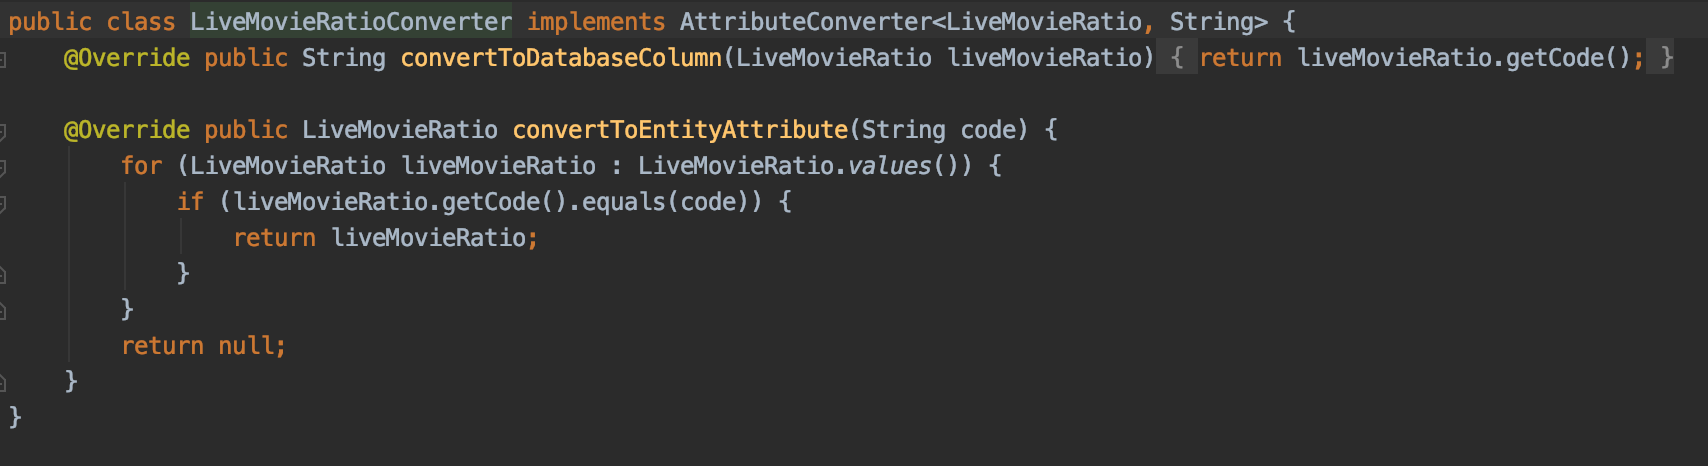 public class LiveMovieRatioConverter implements AttributeConverter<LiveMovieRatio, String> {
    @Override public String convertToDatabaseColumn(LiveMovieRatio liveMovieRatio) { return liveMovieRatio.getCode(); }
    @Override public LiveMovieRatio convertToEntityAttribute(String code) {
        for (LiveMovieRatio liveMovieRatio : LiveMovieRatio.values()) {
            if (liveMovieRatio.getCode().equals(code)) {
                return liveMovieRatio;
            }
        }
        return null;
    }
}